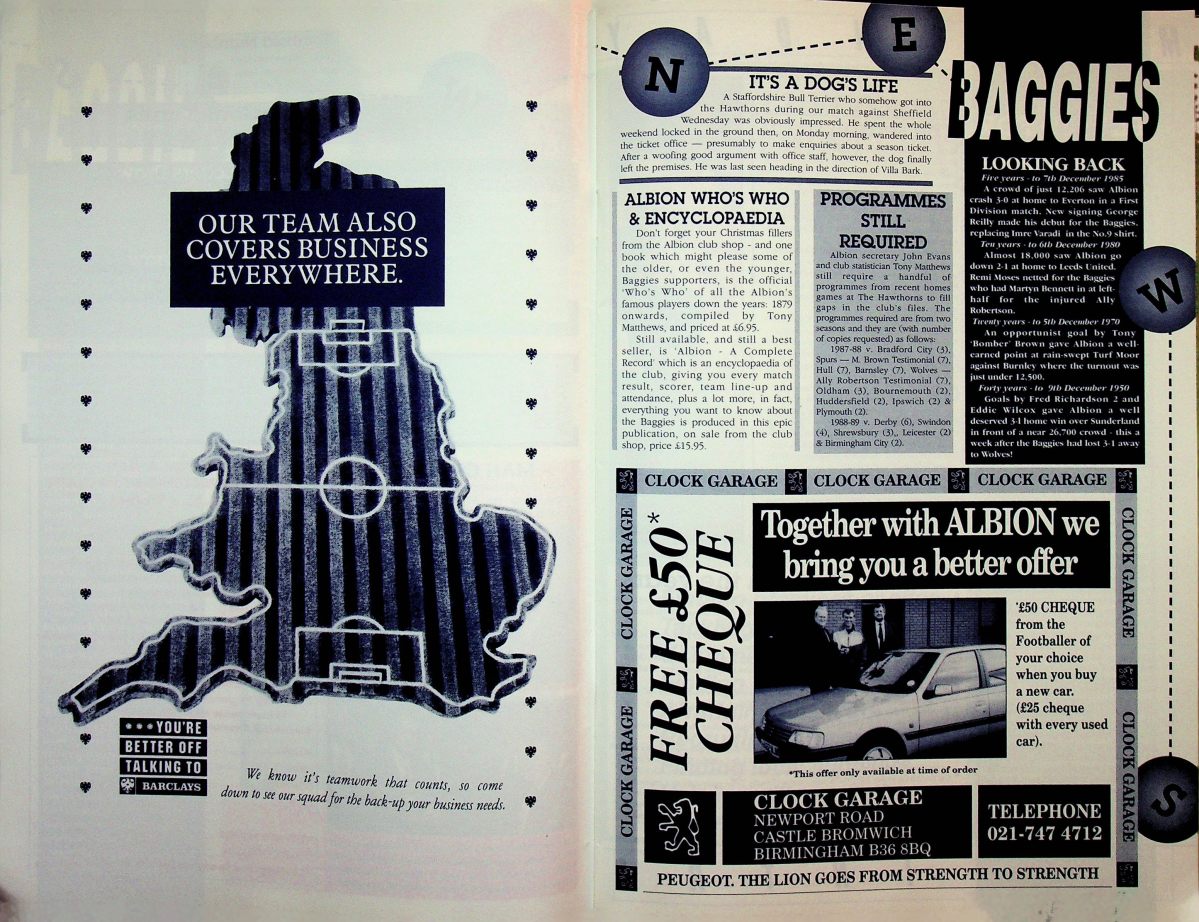 OUR TEAM ALSO
COVERS BUSINESS
EVERYWHERE.
***YOU'RE
BETTER OFF
TALKING TO
BARCLAYS
We know it's teamwork that counts, so come
down to see our squad for the back-up your business needs.
N
E
W
S
BAGGIES
IT'S A DOG'S LIFE
A Staffordshire Bull Terrier who somehow got into
the Hawthorns during our match against Sheffield
Wednesday was obviously impressed. He spent the whole
weekend locked in the ground then, on Monday morning, wandered into
the ticket office — presumably to make enquiries about a season ticket.
After a woofing good argument with office staff, however, the dog finally
left the premises. He was last seen heading in the direction of Villa Bark.
ALBION WHO'S WHO
& ENCYCLOPAEDIA
Don't forget your Christmas fillers
from the Albion club shop - and one
book which might please some of
the older, or even the younger,
Baggies supporters, is the official
'Who's Who' of all the Albion's
famous players down the years: 1879
onwards, compiled by Tony
Matthews, and priced at £6.95.
Still available, and still a best
seller, is 'Albion - A Complete
Record' which is an encyclopaedia of
the club, giving you every match
result, scorer, team line-up and
attendance, plus a lot more, in fact,
everything you want to know about
the Baggies is produced in this epic
publication, on sale from the club
shop, price £15.95.
PROGRAMMES
STILL
REQUIRED
Albion secretary John Evans
and club statistician Tony Matthews
still require a handful of
programmes from recent homes
games at The Hawthorns to fill
gaps in the club's files. The
programmes required are from two
seasons and they are (with number
of copies requested) as follows:
1987-88 v. Bradford City (3),
Spurs — M. Brown Testimonial (7),
Hull (7), Barnsley (7), Wolves —
Ally Robertson Testimonial (7),
Oldham (3), Bournemouth (2),
Huddersfield (2), Ipswich (2) &
Plymouth (2).
1988-89 v. Derby (6), Swindon
(4), Shrewsbury (3),, Leicester (2)
& Birmingham City (2).
LOOKING BACK
Five years - to 7th December 1985
A crowd of just 12,206 saw Albion
crash 3-0 at home to Everton in a First
Division match. New signing George
Reilly made his debut for the Baggies,
replacing Imre Varadi in the No.9 shirt.
Ten years - to 6th December 1980
Almost 18,000 saw Albion go
down 2-1 at home to Leeds United.
Remi Moses netted for the Baggies
who had Martyn Bennett in at left-
half for the injured Ally
Robertson.
Twenty years - to 5th December 1970
An opportunist goal by Tony
'Bomber' Brown gave Albion a well-
earned point at rain-swept Turf Moor
against Burnley where the turnout was
just under 12,500.
Forty years - to 9th December 1950
Goals by Fred Richardson 2 and
Eddie Wilcox gave Albion a well
deserved 3-1 home win over Sunderland
in front of a near 26,700 crowd - this a
week after the Baggies had lost 3-1 away
to Wolves!
CLOCK GARAGE
CLOCK GARAGE
CLOCK GARAGE
CLOCK GARAGE
CLOCK GARAGE
FREE £50*
CHEQUE
Together with ALBION we
bring you a better offer
'£50 CHEQUE
from the
Footballer of
your choice
when you buy
a new car.
(£25 cheque
with every used
car).
*This offer only available at time of order
CLOCK GARAGE
CLOCK GARAGE
CLOCK GARAGE
NEWPORT ROAD
CASTLE BROMWICH
BIRMINGHAM B36 8BQ
TELEPHONE
021-747 4712
PEUGEOT. THE LION GOES FROM STRENGTH TO STRENGTH